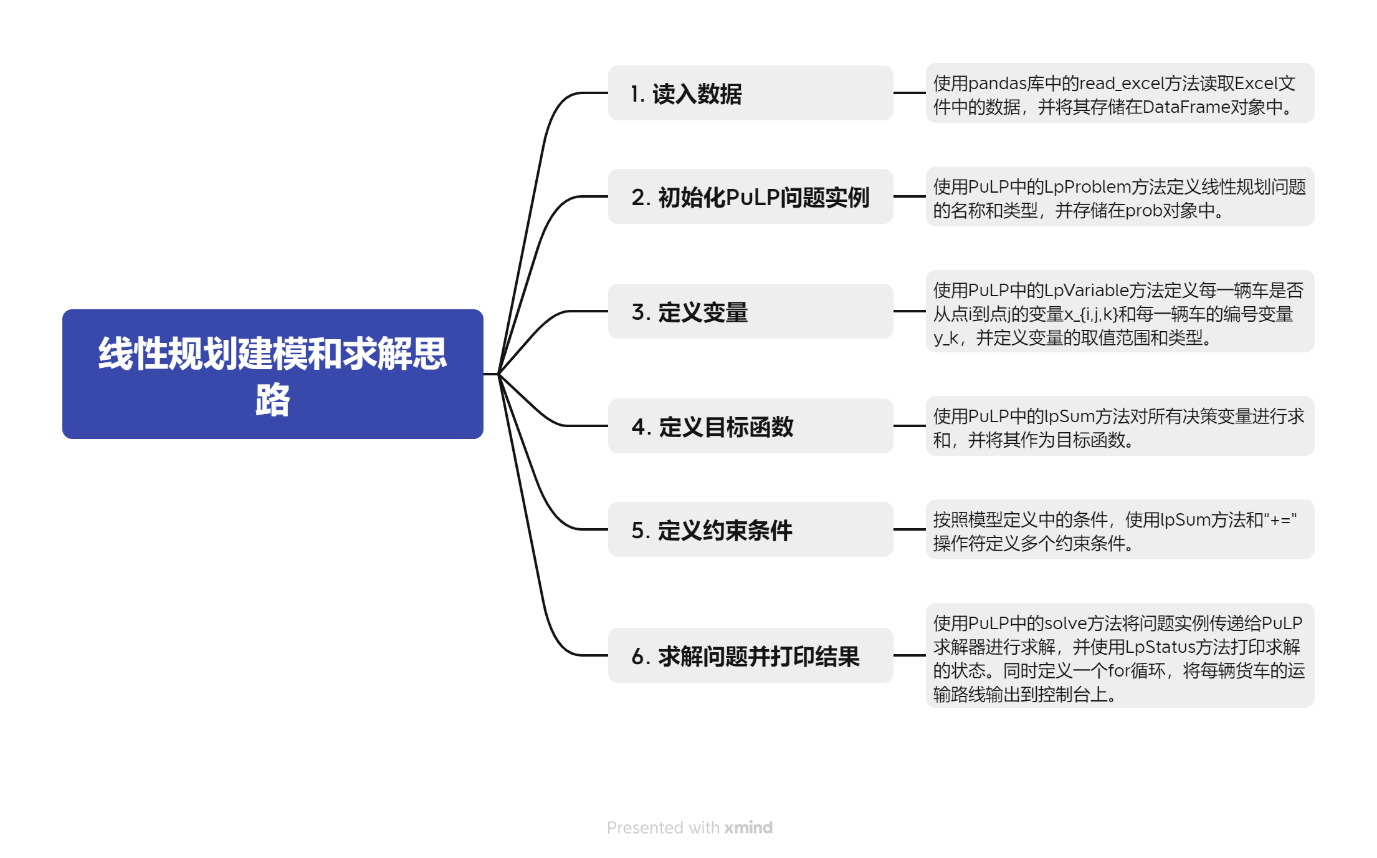 线性规划建模和求解思
路
1. 读入数据
使用pandas库中的read_excel方法读取Excel文
件中的数据，并将其存储在DataFrame对象中。
2. 初始化PuLP问题实例
使用PuLP中的LpProblem方法定义线性规划问题
的名称和类型，并存储在prob对象中。
3. 定义变量
使用PuLP中的LpVariable方法定义每一辆车是否
从点i到点j的变量x_{i,j,k}和每一辆车的编号变量
y_k，并定义变量的取值范围和类型。
4. 定义目标函数
使用PuLP中的lpSum方法对所有决策变量进行求
和，并将其作为目标函数。
5. 定义约束条件
按照模型定义中的条件，使用lpSum方法和“+=”
操作符定义多个约束条件。
6. 求解问题并打印结果
使用PuLP中的solve方法将问题实例传递给PuLP
求解器进行求解，并使用LpStatus方法打印求解
的状态。同时定义一个for循环，将每辆货车的运
输路线输出到控制台上。
Presented with xmind